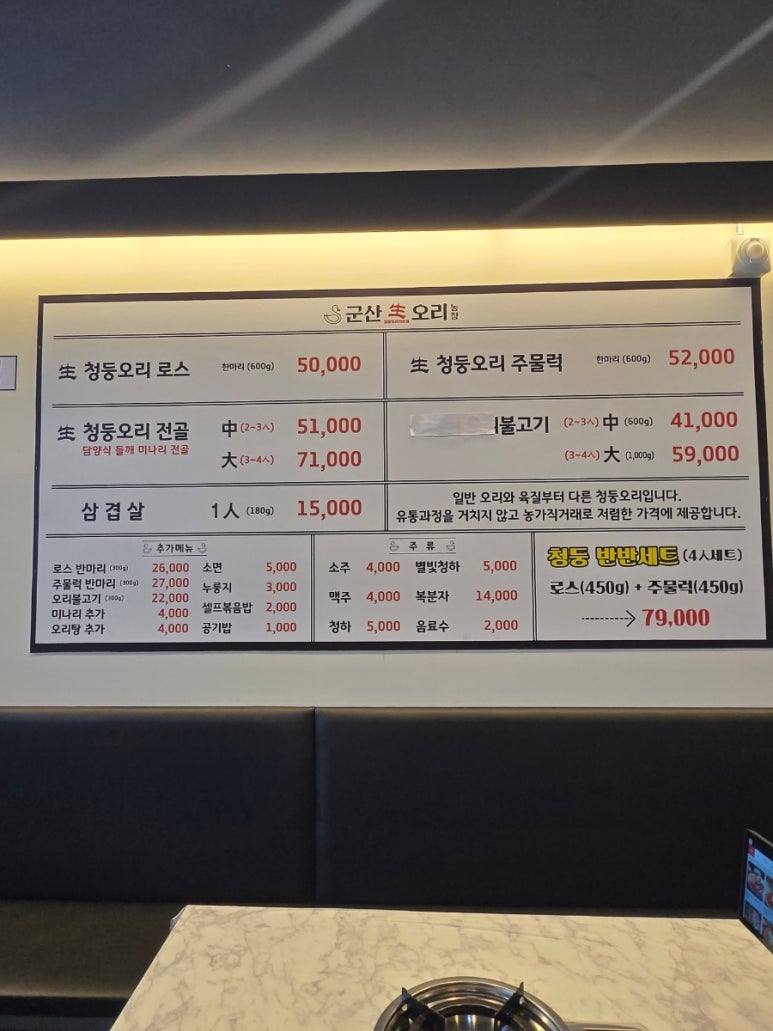 군산 生 오리 농장
生 청둥오리 로스 한마리 (600g) 50,000
生 청둥오리 주물럭 한마리 (600g) 52,000
生 청둥오리 전골 中 (2~3人) 51,000
담양식 들깨 미나리 전골
大 (3~4人) 71,000
불고기 (2~3人) 中 (600g) 41,000
(3~4人) 大 (1,000g) 59,000
삼겹살 1人 (180g) 15,000
일반 오리와 육질부터 다른 청둥오리입니다.
유통과정을 거치지 않고 농가직거래로 저렴한 가격에 제공합니다.
추가메뉴
로스 반마리 (300g) 26,000 소면 5,000
주물럭 반마리 (300g) 27,000 누룽지 3,000
오리불고기 (300g) 22,000 셀프볶음밥 2,000
미나리 추가 4,000 공기밥 1,000
오리탕 추가 4,000
주 류
소주 4,000 별빛청하 5,000
맥주 4,000 복분자 14,000
청하 5,000 음료수 2,000
청둥 반반세트 (4人세트)
로스(450g) + 주물럭(450g)
79,000